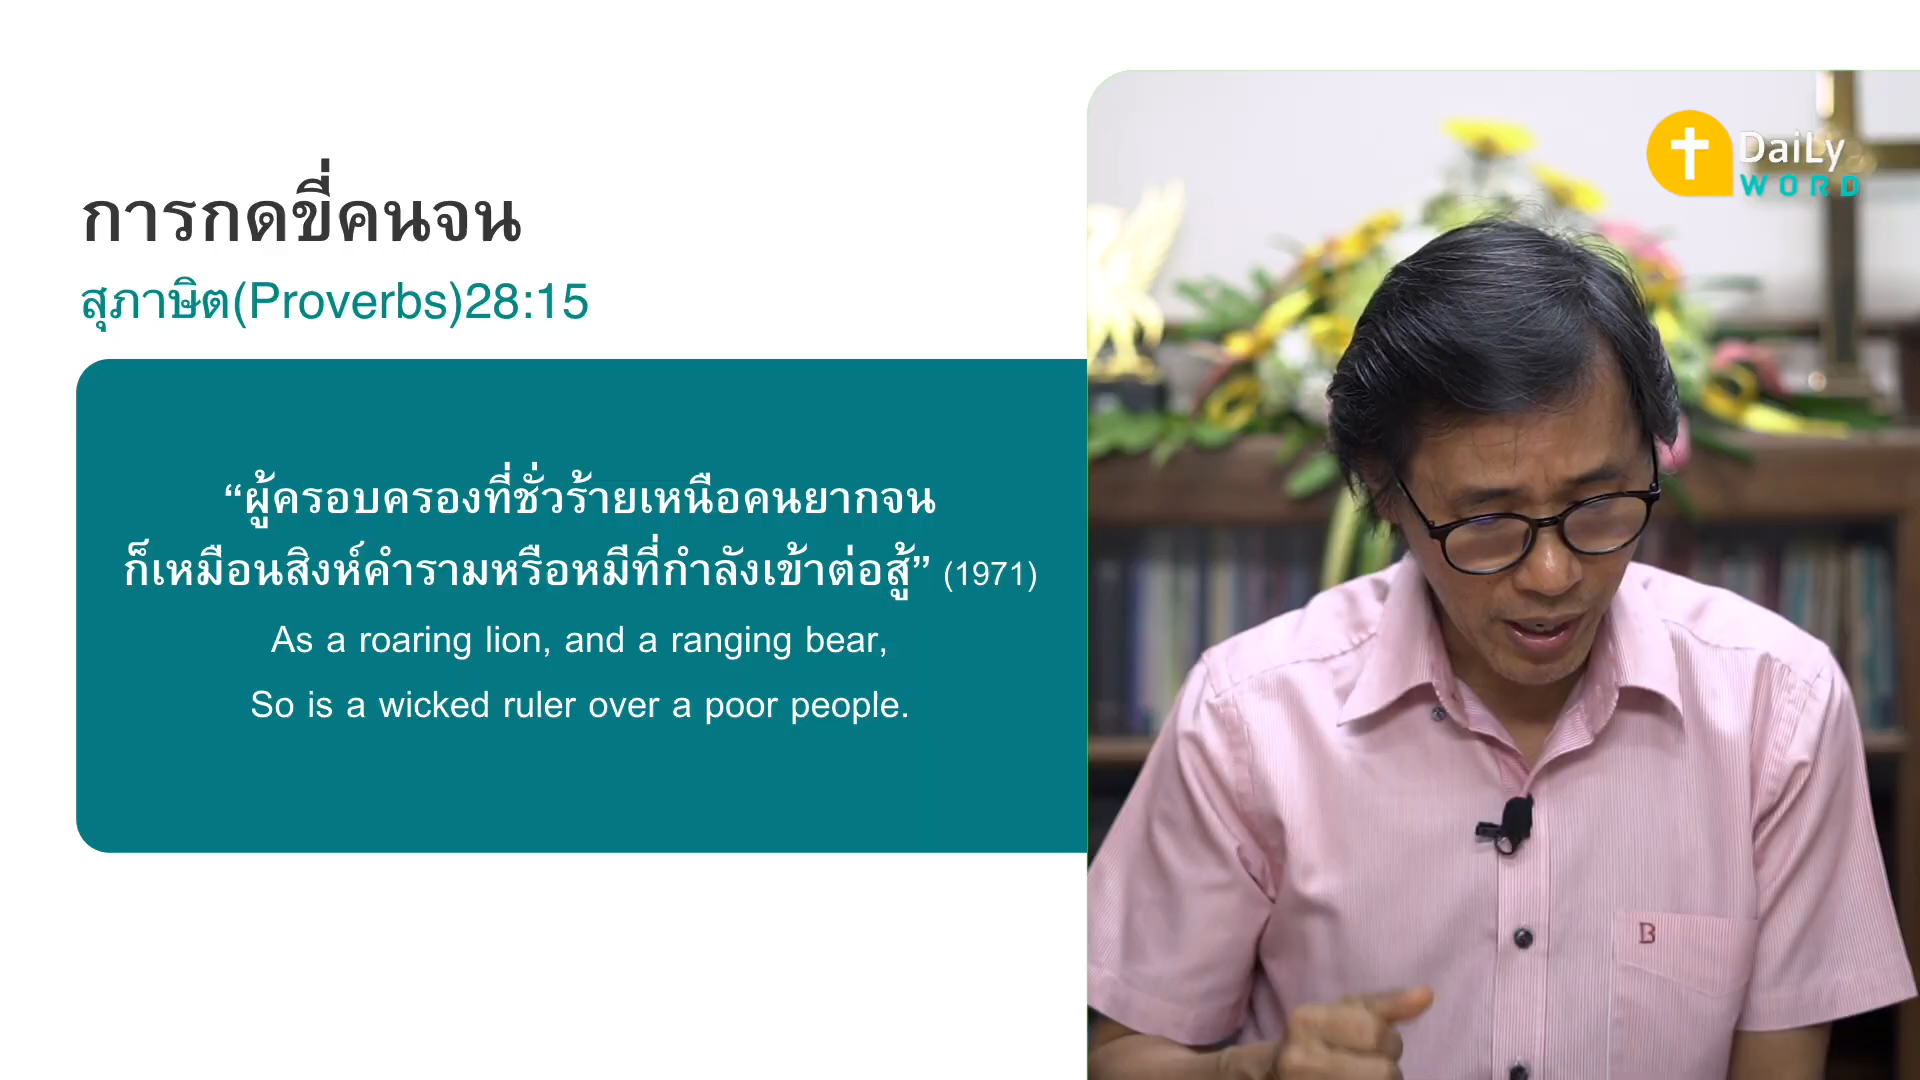 การกดขี่คนจน
สุภาษิต(Proverbs)28:15
“ผู้ครอบครองที่ชั่วร้ายเหนือคนยากจน
ก็เหมือนสิงห์คำรามหรือหมีที่กำลังเข้าต่อสู้” (1971)
As a roaring lion, and a ranging bear,
So is a wicked ruler over a poor people.
DaiLy
WORD
B